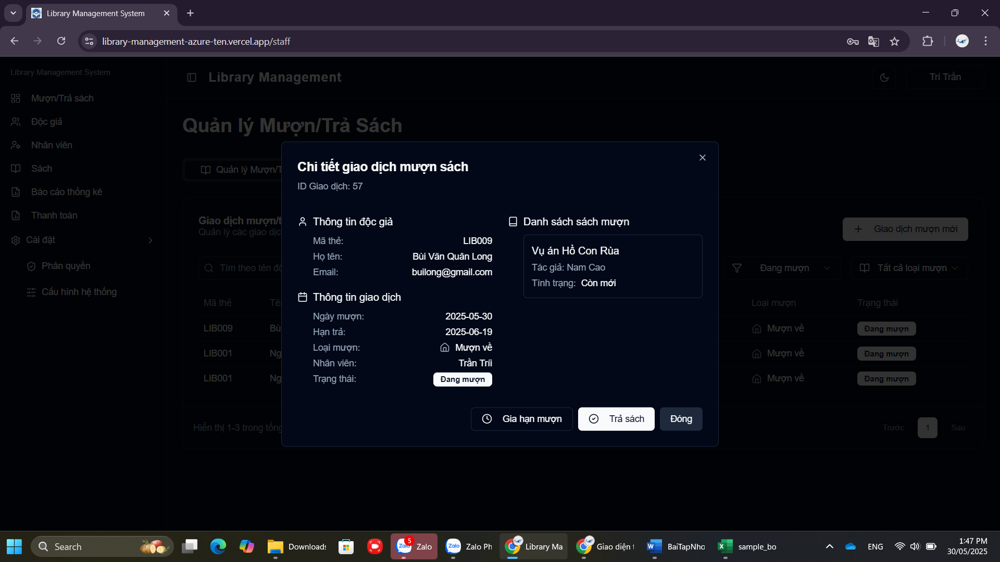 Library Management System
library-management-azure-ten.vercel.app/staff
Library Management System
Mượn/Trả sách
Độc giả
Nhân viên
Sách
Báo cáo thống kê
Thanh toán
Cài đặt
Phân quyền
Cấu hình hệ thống
Library Management
Trí Trần
Quản lý Mượn/Trả Sách
Quản lý Mượn/T
Giao dịch mượn/t
Quản lý các giao dịc
Giao dịch mượn mới
Tìm theo tên độ
Đang mượn
Tất cả loại mượn
Mã thẻ
Tê
Loại mượn
Trạng thái
LIB009
Bù
Mượn về
Đang mượn
LIB001
Ng
Mượn về
Đang mượn
LIB001
Ng
Mượn về
Đang mượn
Hiển thị 1-3 trong tổng
Trước
1
Sau
Chi tiết giao dịch mượn sách
ID Giao dịch: 57
Thông tin độc giả
Mã thẻ: LIB009
Họ tên: Bùi Văn Quân Long
Email: builong@gmail.com
Thông tin giao dịch
Ngày mượn: 2025-05-30
Hạn trả: 2025-06-19
Loại mượn: Mượn về
Nhân viên: Trần Tríi
Trạng thái: Đang mượn
Danh sách sách mượn
Vụ án Hồ Con Rùa
Tác giả: Nam Cao
Tình trạng: Còn mới
Gia hạn mượn
Trả sách
Đóng
Search
Downloads
5
Zalo
Zalo
Zalo
Zalo Ph
Library Ma
Giao diện t
BaiTapNho
sample_bo
ENG
1:47 PM
30/05/2025